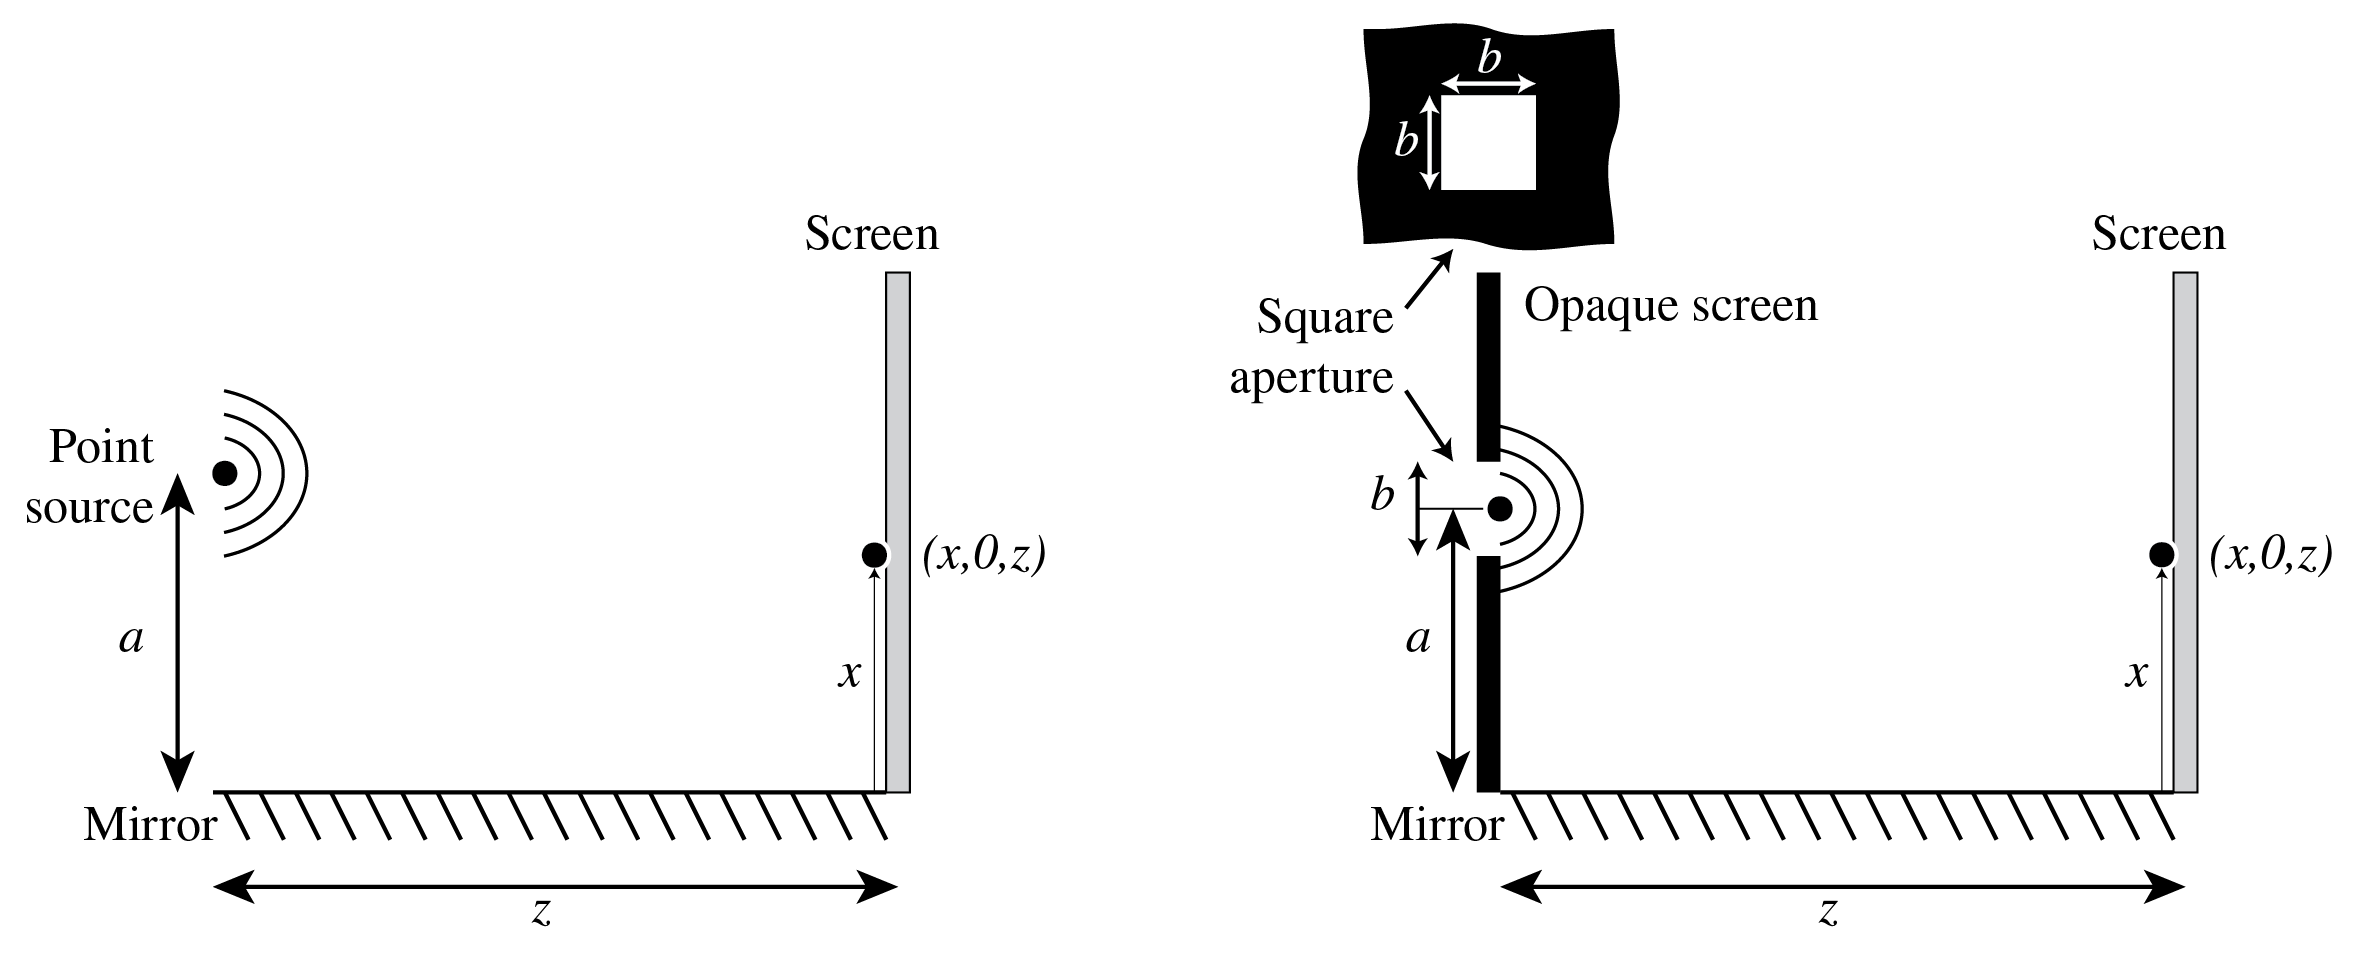 Screen
Point
source
a
(x,0,z)
x
Mirror
z
b
b
Screen
Opaque screen
Square
aperture
b
a
(x,0,z)
x
Mirror
z